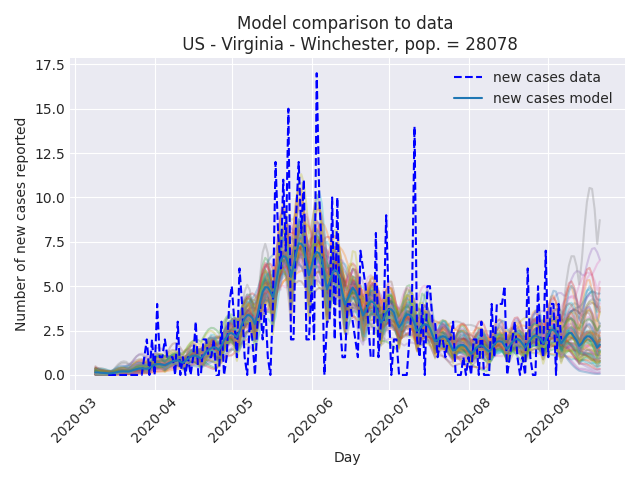 Model comparison to data
US - Virginia - Winchester, pop. = 28078
17.5
15.0
12.5
10.0
7.5
5.0
2.5
0.0
Number of new cases reported
new cases data
new cases model
2020-03
2020-04
2020-05
2020-06
2020-07
2020-08
2020-09
Day